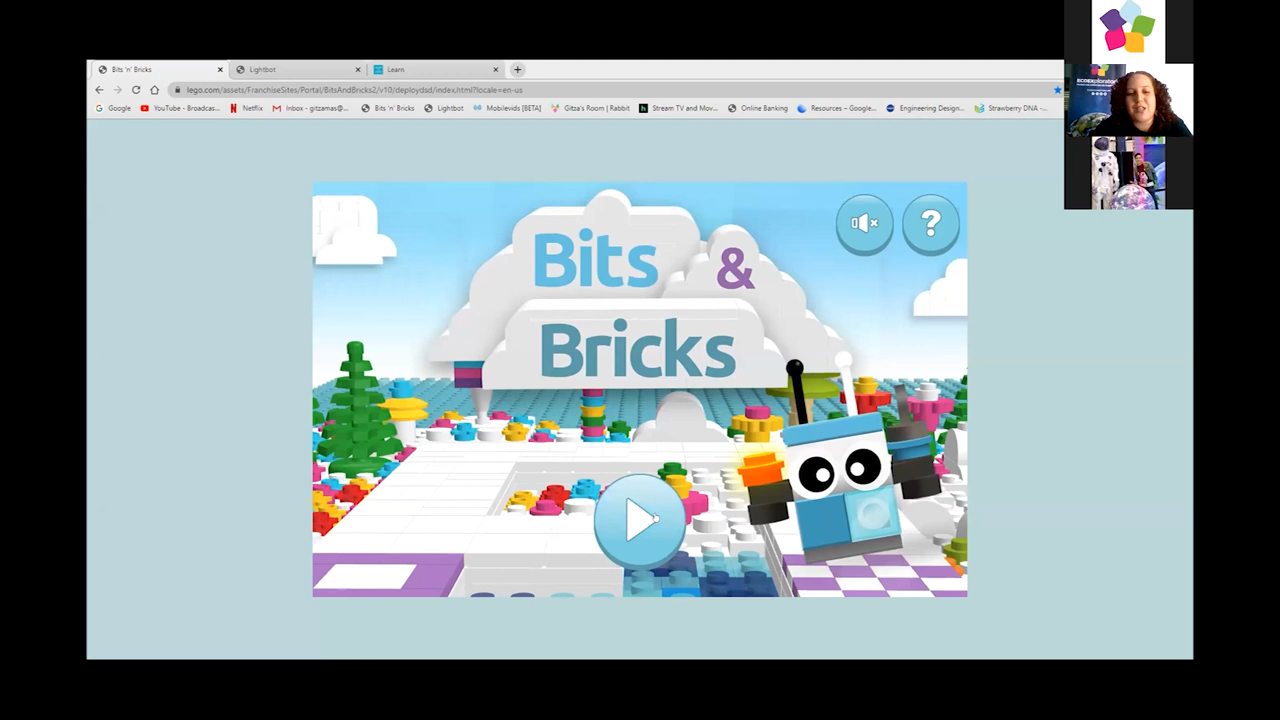 Bits 'n' Bricks
Lightbot
Learn
lego.com/assets/FranchiseSites/Portal/BitsAndBricks2/v10/deploydsd/index.html?locale=en-us
Google YouTube - Broadcas... Netflix Inbox - gitzamas@g... Bits 'n' Bricks Lightbot Mobilevids [BETA] Gitza's Room | Rabbit Stream TV and Mov... Online Banking Resources – Google... Engineering Design... Strawberry DNA -...
Bits &
Bricks
?